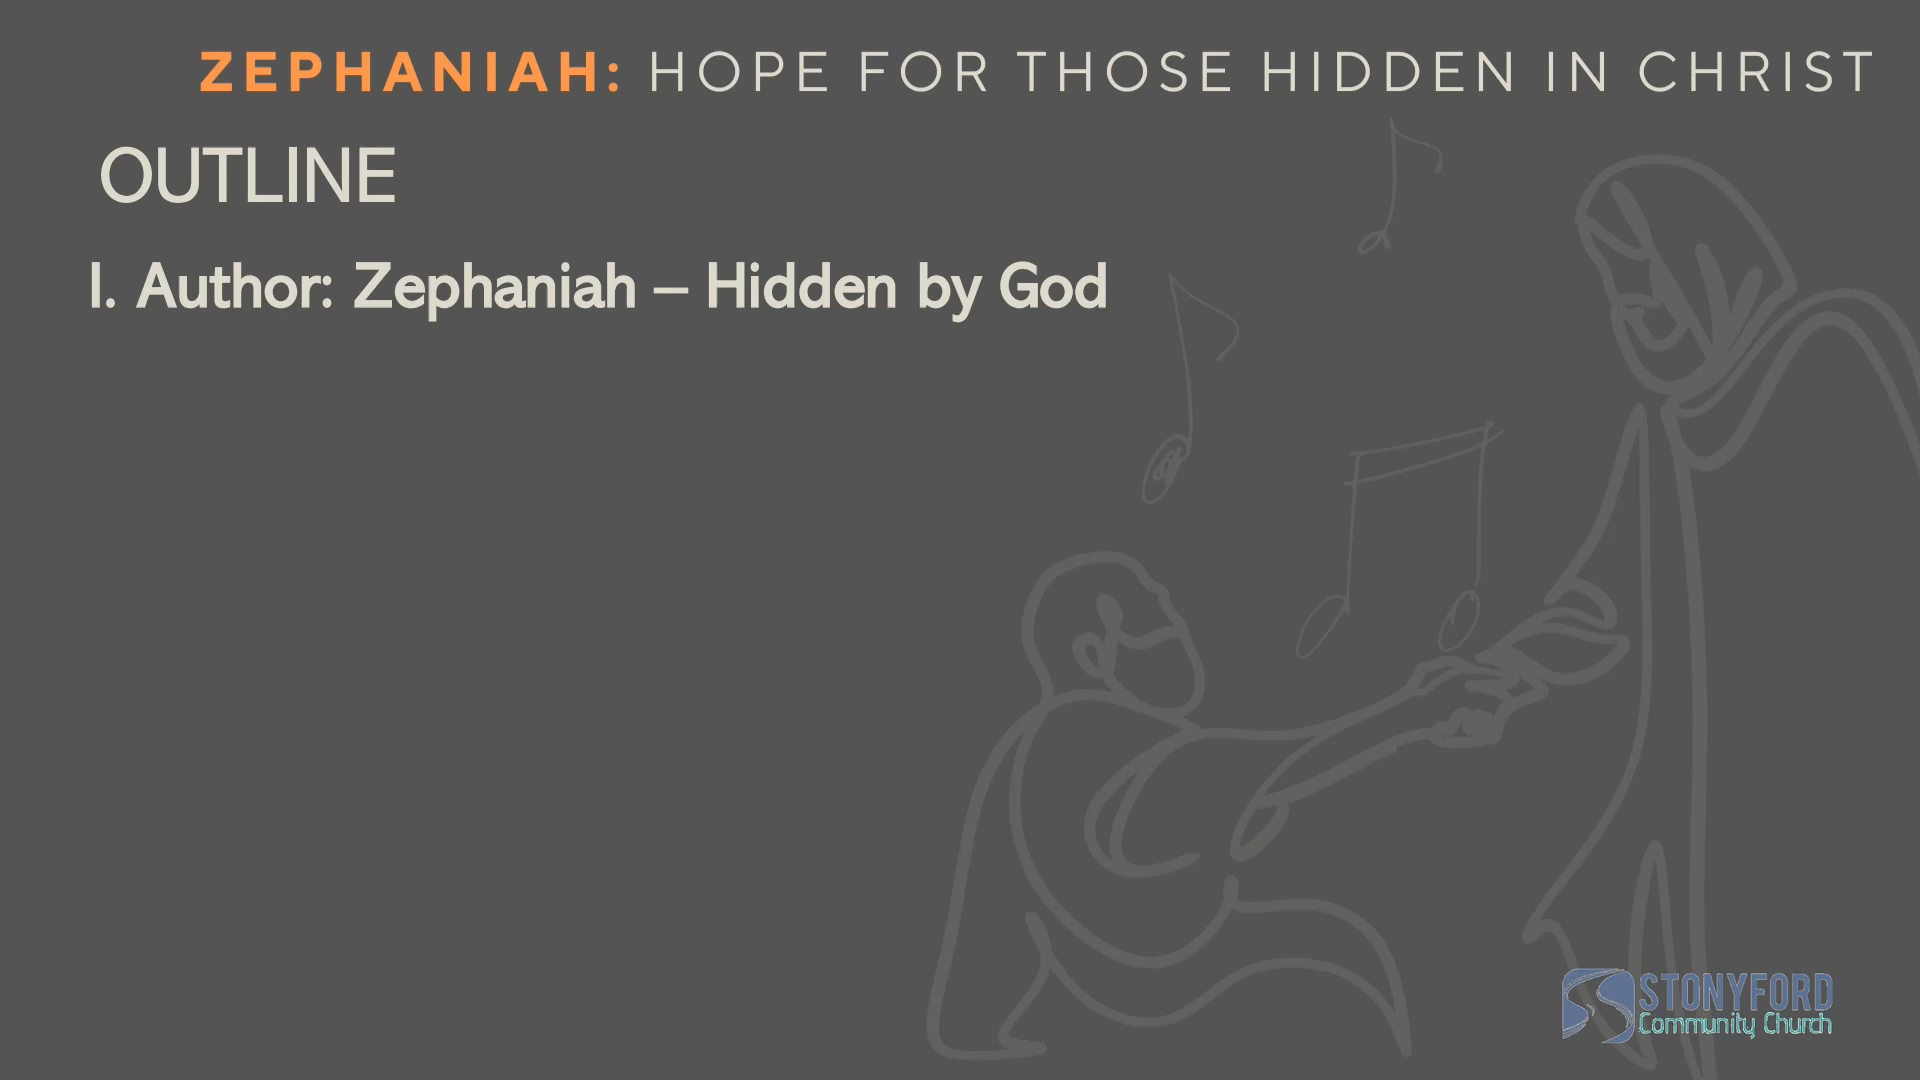 ZEPHANIAH: HOPE FOR THOSE HIDDEN IN CHRIST
OUTLINE
I. Author: Zephaniah – Hidden by God
STONYFORD
Community Church